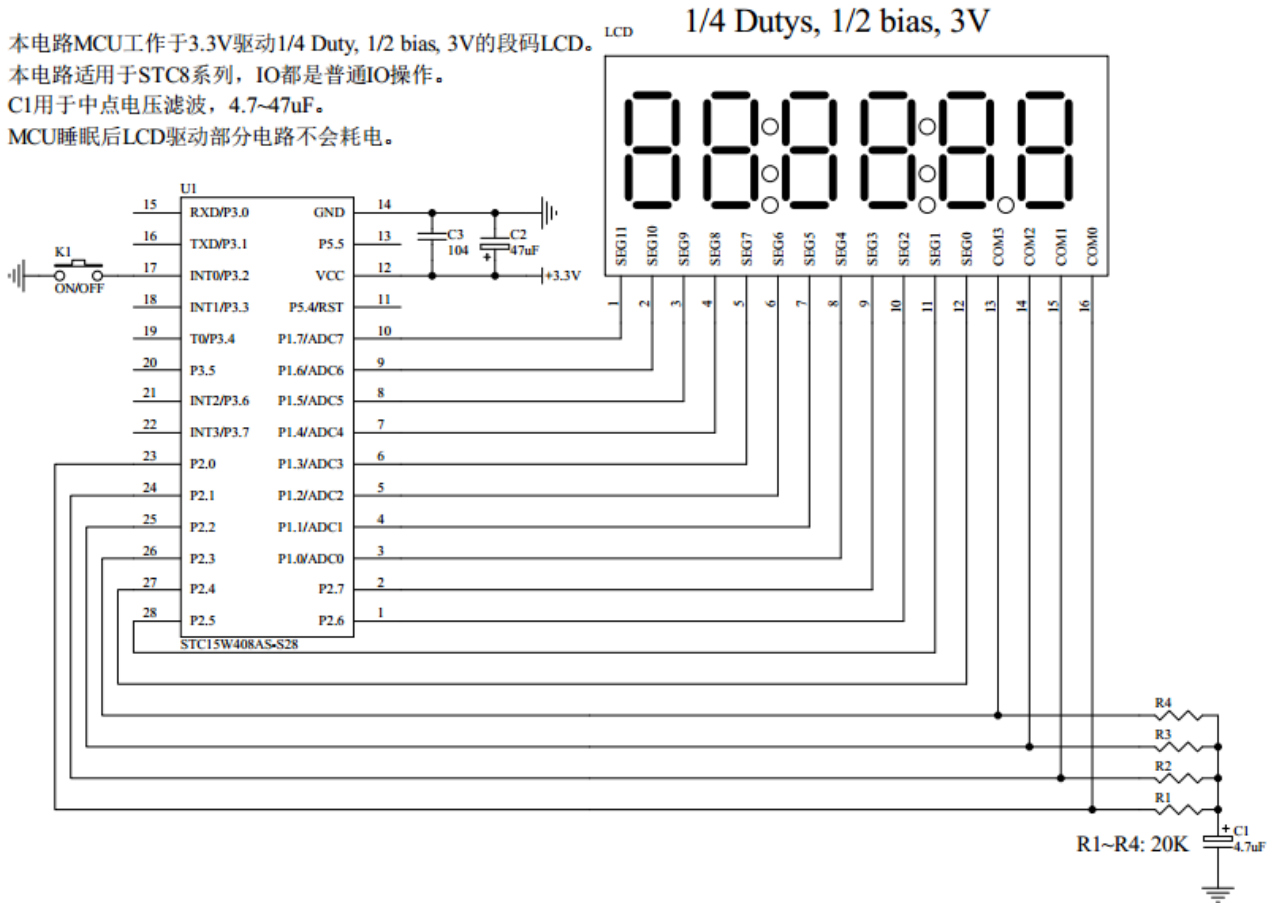 1/4 Dutys, 1/2 bias, 3V
本电路MCU工作于3.3V驱动1/4 Duty, 1/2 bias, 3V的段码LCD。
本电路适用于STC8系列，IO都是普通IO操作。
C1用于中点电压滤波，4.7~47uF。
MCU睡眠后LCD驱动部分电路不会耗电。
LCD
SEG11 SEG10 SEG9 SEG8 SEG7 SEG6 SEG5 SEG4 SEG3 SEG2 SEG1 SEG0 COM3 COM2 COM1 COM0
1 2 3 4 5 6 7 8 9 10 11 12 13 14 15 16
U1
15 RXD/P3.0 GND 14
16 TXD/P3.1 P5.5 13
17 INT0/P3.2 VCC 12
18 INT1/P3.3 P5.4/RST 11
19 T0/P3.4 P1.7/ADC7 10
20 P3.5 P1.6/ADC6 9
21 INT2/P3.6 P1.5/ADC5 8
22 INT3/P3.7 P1.4/ADC4 7
23 P2.0 P1.3/ADC3 6
24 P2.1 P1.2/ADC2 5
25 P2.2 P1.1/ADC1 4
26 P2.3 P1.0/ADC0 3
27 P2.4 P2.7 2
28 P2.5 P2.6 1
STC15W408AS-S28
K1
ON/OFF
C3
104
C2
+
47uF
+3.3V
R4
R3
R2
R1
R1~R4: 20K
+ C1
4.7uF